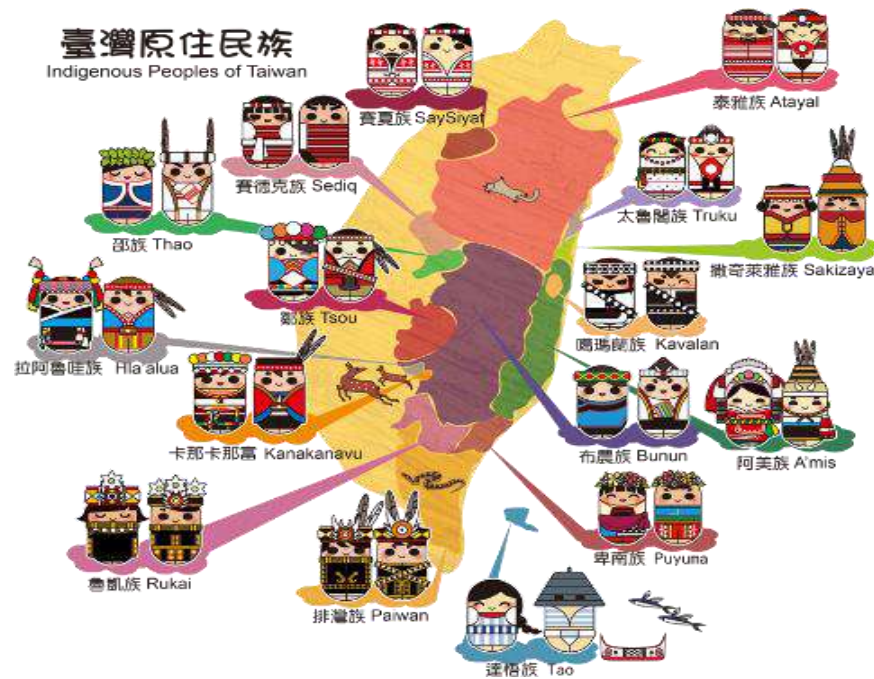 臺灣原住民族
Indigenous Peoples of Taiwan
賽夏族 SaySiyat
泰雅族 Atayal
賽德克族 Sediq
太魯閣族 Truku
邵族 Thao
撒奇萊雅族 Sakizaya
鄒族 Tsou
噶瑪蘭族 Kavalan
拉阿魯哇族 Hla'alua
卡那卡那富 Kanakanavu
布農族 Bunun
阿美族 A'mis
卑南族 Puyuma
魯凱族 Rukai
排灣族 Paiwan
達悟族 Tao